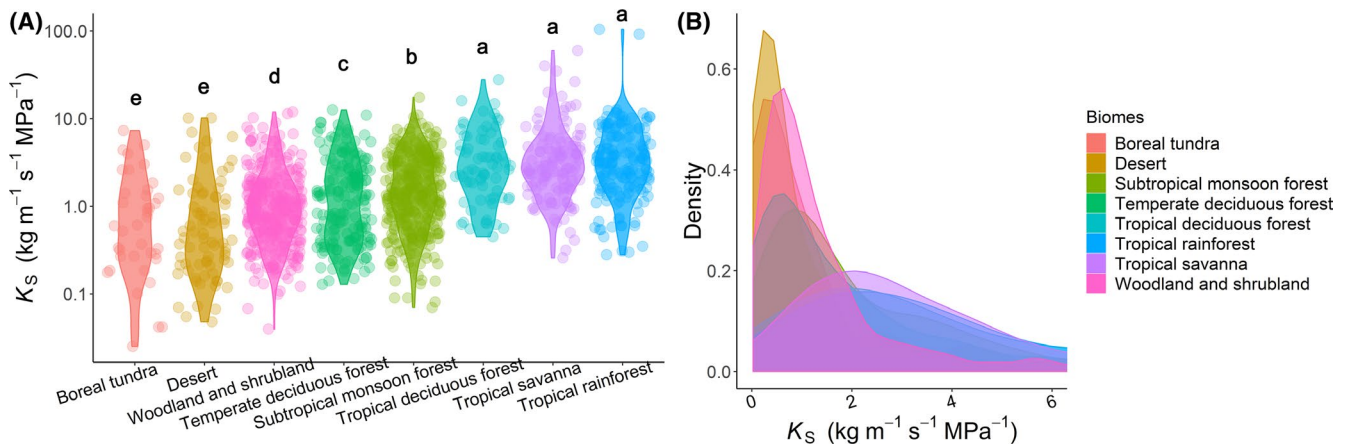 (A)
100.0
10.0
1.0
0.1
K_S (kg m⁻¹ s⁻¹ MPa⁻¹)
e
e
d
c
b
a
a
a
Boreal tundra
Desert
Woodland and shrubland
Temperate deciduous forest
Subtropical monsoon forest
Tropical deciduous forest
Tropical savanna
Tropical rainforest
(B)
Density
0.6
0.4
0.2
0.0
0
2
4
6
K_S (kg m⁻¹ s⁻¹ MPa⁻¹)
Biomes
Boreal tundra
Desert
Subtropical monsoon forest
Temperate deciduous forest
Tropical deciduous forest
Tropical rainforest
Tropical savanna
Woodland and shrubland